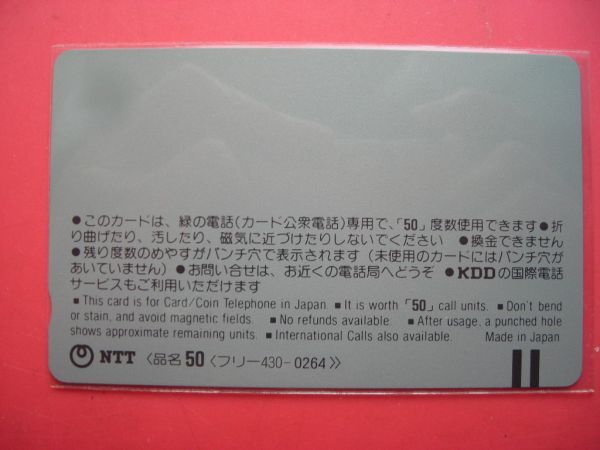 ●このカードは、緑の電話(カード公衆電話)専用で、「50」度数使用できます●折
り曲げたり、汚したり、磁気に近づけたりしないでください ●換金できません
●残り度数のめやすがパンチ穴で表示されます(未使用のカードにはパンチ穴が
あいていません) ●お問い合せは、お近くの電話局へどうぞ ●KDDの国際電話
サービスもご利用いただけます
■This card is for Card/Coin Telephone in Japan ■It is worth「50」call units. ■Don't bend
or stain, and avoid magnetic fields. ■No refunds available ■After usage, a punched hole
shows approximate remaining units. ■International Calls also available. Made in Japan
NTT 〈品名 50〈フリー430-0264》〉